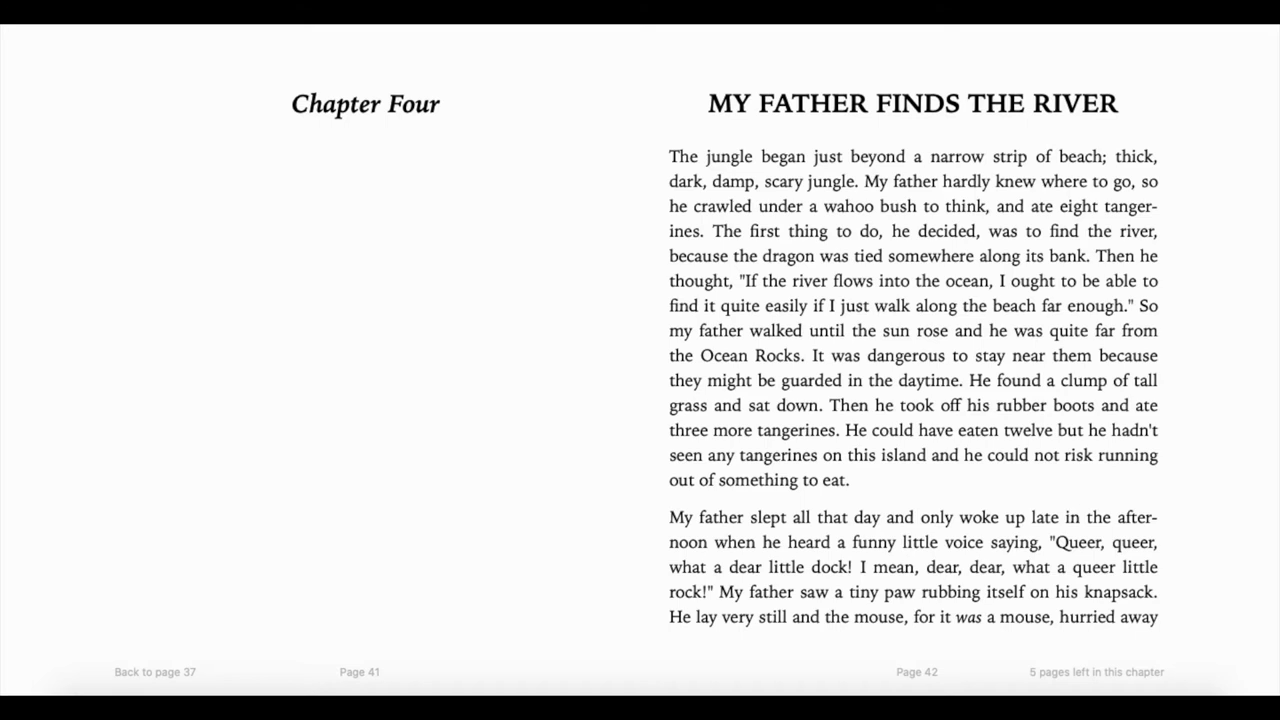 Chapter Four
MY FATHER FINDS THE RIVER
The jungle began just beyond a narrow strip of beach; thick,
dark, damp, scary jungle. My father hardly knew where to go, so
he crawled under a wahoo bush to think, and ate eight tanger-
ines. The first thing to do, he decided, was to find the river,
because the dragon was tied somewhere along its bank. Then he
thought, "If the river flows into the ocean, I ought to be able to
find it quite easily if I just walk along the beach far enough." So
my father walked until the sun rose and he was quite far from
the Ocean Rocks. It was dangerous to stay near them because
they might be guarded in the daytime. He found a clump of tall
grass and sat down. Then he took off his rubber boots and ate
three more tangerines. He could have eaten twelve but he hadn't
seen any tangerines on this island and he could not risk running
out of something to eat.
My father slept all that day and only woke up late in the after-
noon when he heard a funny little voice saying, "Queer, queer,
what a dear little dock! I mean, dear, dear, what a queer little
rock!" My father saw a tiny paw rubbing itself on his knapsack.
He lay very still and the mouse, for it was a mouse, hurried away
Back to page 37
Page 41
Page 42
5 pages left in this chapter